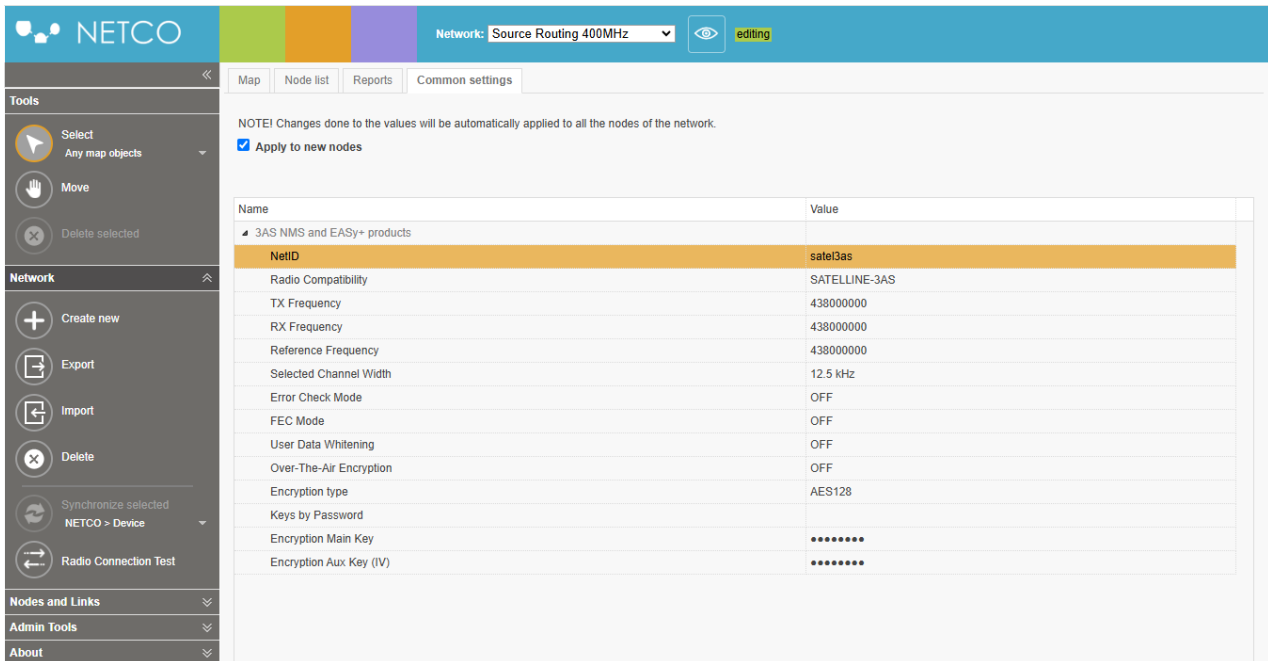 NETCO
Network: Source Routing 400MHz editing
Map Node list Reports Common settings
Tools
Select
Any map objects
Move
Delete selected
Network
Create new
Export
Import
Delete
Synchronize selected
NETCO > Device
Radio Connection Test
Nodes and Links
Admin Tools
About
NOTE! Changes done to the values will be automatically applied to all the nodes of the network.
Apply to new nodes
Name Value
3AS NMS and EASy+ products
NetID satel3as
Radio Compatibility SATELLINE-3AS
TX Frequency 438000000
RX Frequency 438000000
Reference Frequency 438000000
Selected Channel Width 12.5 kHz
Error Check Mode OFF
FEC Mode OFF
User Data Whitening OFF
Over-The-Air Encryption OFF
Encryption type AES128
Keys by Password
Encryption Main Key ●●●●●●●●
Encryption Aux Key (IV) ●●●●●●●●